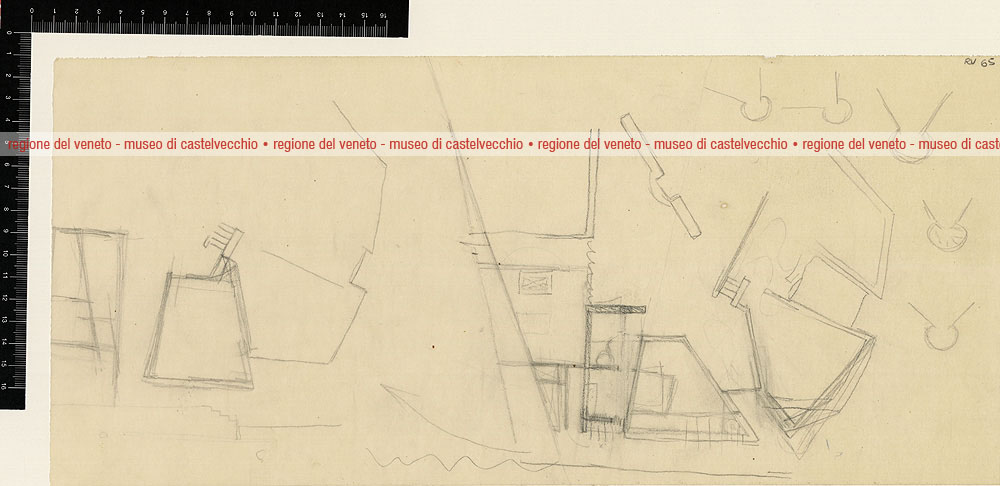 0 1 2 3 4 5 6 7 8 9 10 11 12 13 14 15 16
RV 65
regione del veneto - museo di castelvecchio • regione del veneto - museo di castelvecchio • regione del veneto - museo di castelvecchio • regione del veneto - museo di cast
0 1 2 3 4 5 6 7 8 9 10 11 12 13 14 15 16